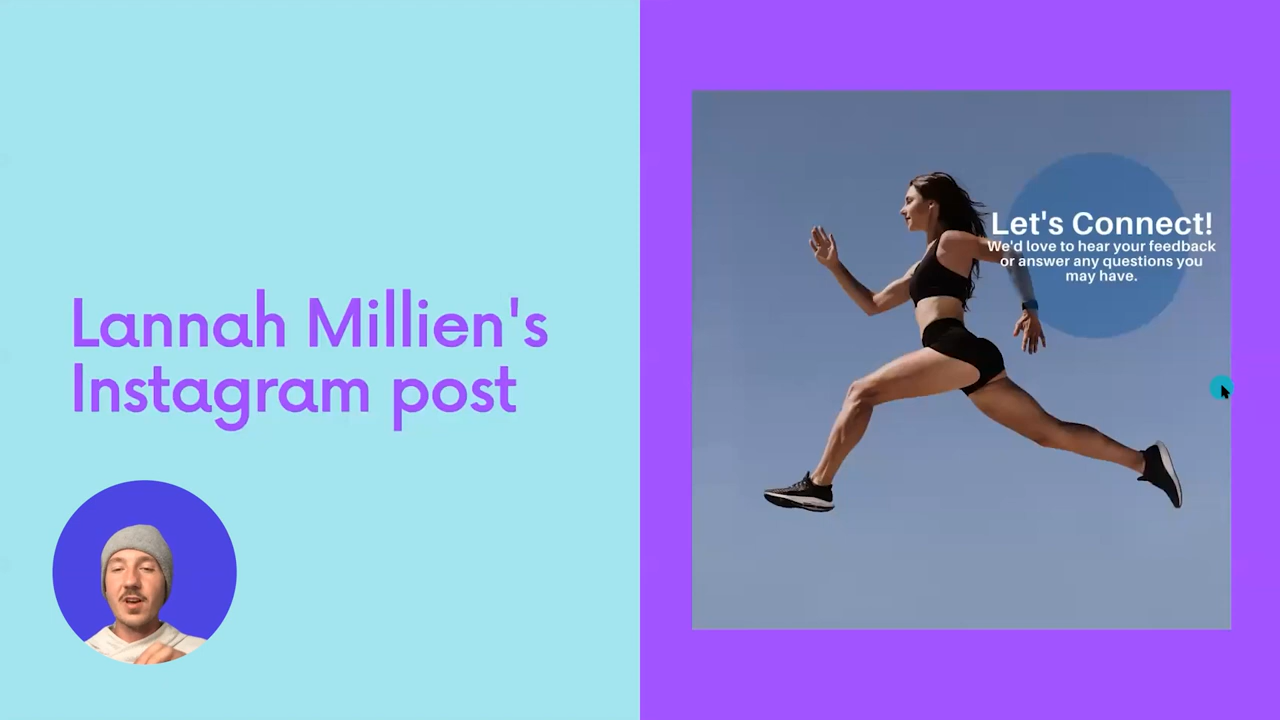 Lannah Millien's
Instagram post
Let's Connect!
We'd love to hear your feedback
or answer any questions you
may have.